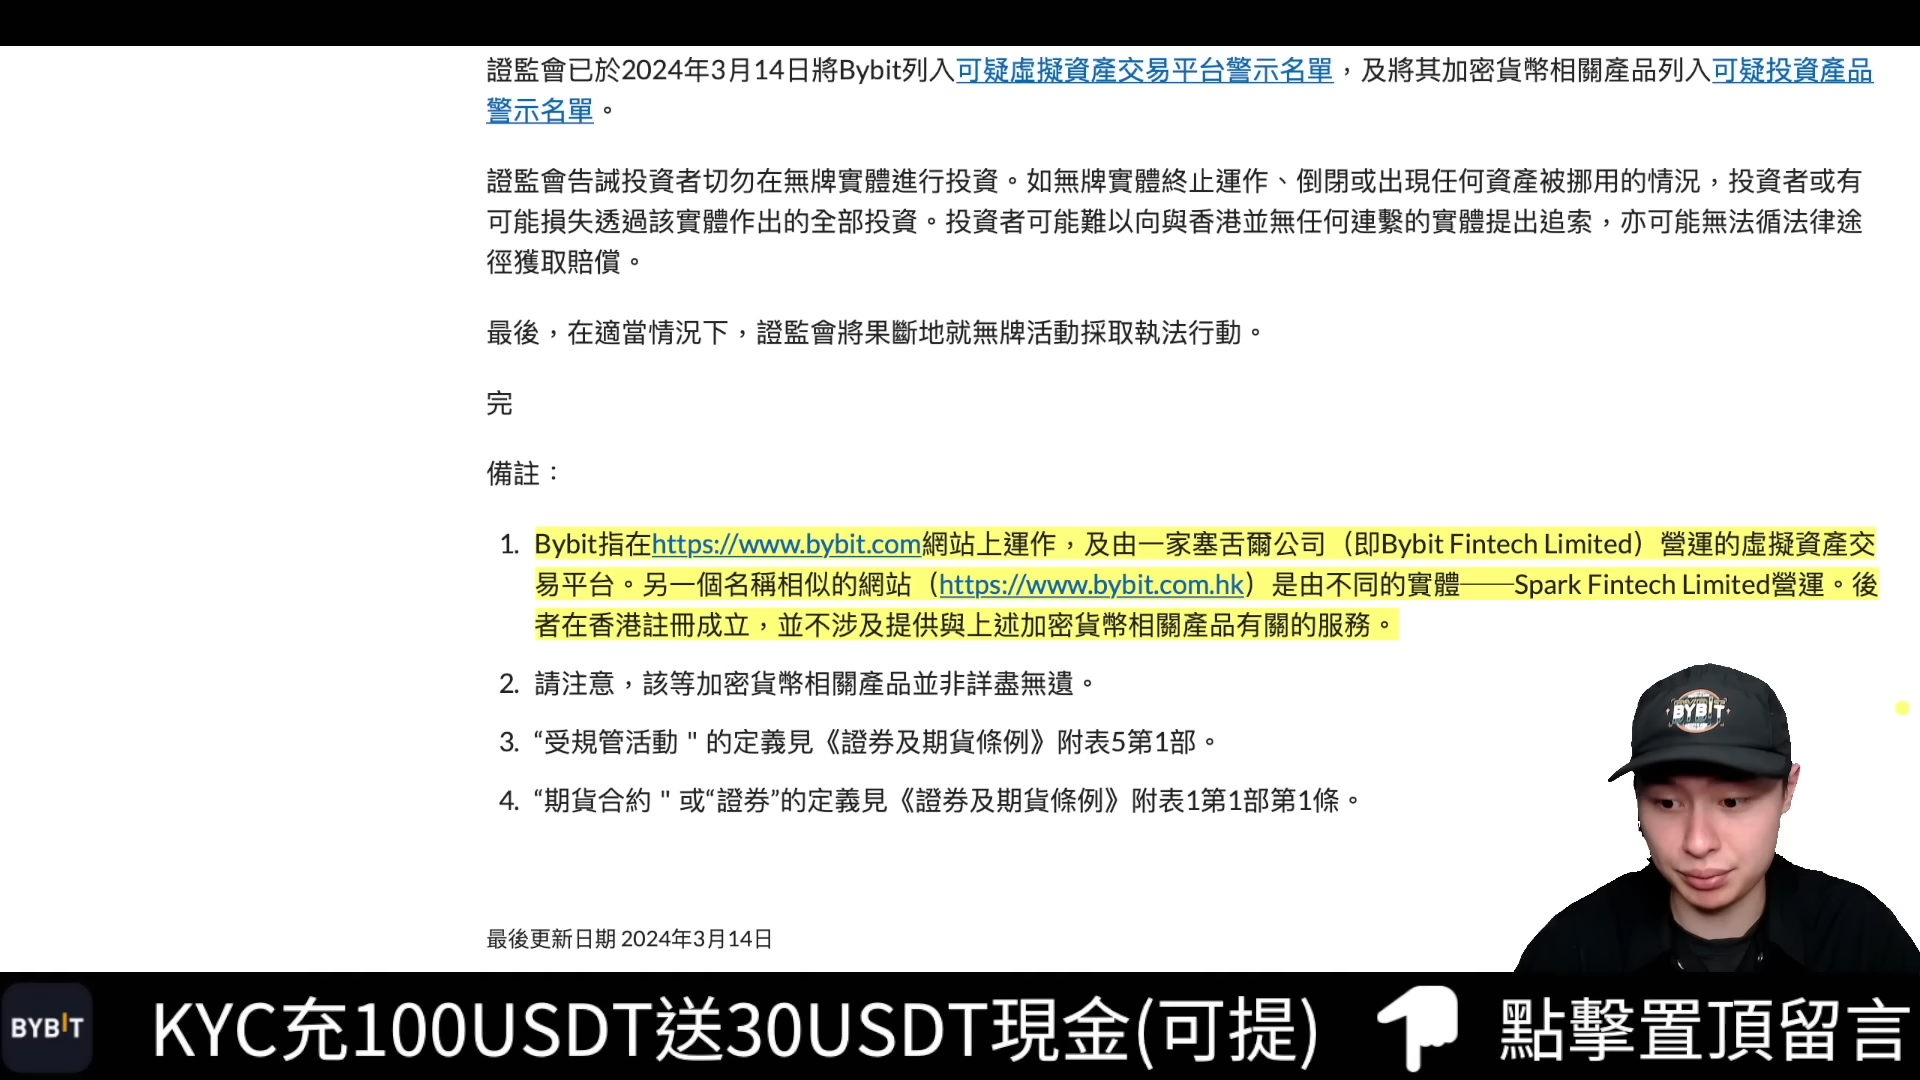 證監會已於2024年3月14日將Bybit列入可疑虛擬資產交易平台警示名單，及將其加密貨幣相關產品列入可疑投資產品
警示名單。
證監會告誡投資者切勿在無牌實體進行投資。如無牌實體終止運作、倒閉或出現任何資產被挪用的情況，投資者或有
可能損失透過該實體作出的全部投資。投資者可能難以向與香港並無任何連繫的實體提出追索，亦可能無法循法律途
徑獲取賠償。
最後，在適當情況下，證監會將果斷地就無牌活動採取執法行動。
完
備註：
1. Bybit指在https://www.bybit.com網站上運作，及由一家塞舌爾公司（即Bybit Fintech Limited）營運的虛擬資產交
易平台。另一個名稱相似的網站（https://www.bybit.com.hk）是由不同的實體——Spark Fintech Limited營運。後
者在香港註冊成立，並不涉及提供與上述加密貨幣相關產品有關的服務。
2. 請注意，該等加密貨幣相關產品並非詳盡無遺。
3. “受規管活動 " 的定義見《證券及期貨條例》附表5第1部。
4. “期貨合約 " 或“證券”的定義見《證券及期貨條例》附表1第1部第1條。
BYBIT
最後更新日期 2024年3月14日
BYBIT KYC充100USDT送30USDT現金(可提) 點擊置頂留言